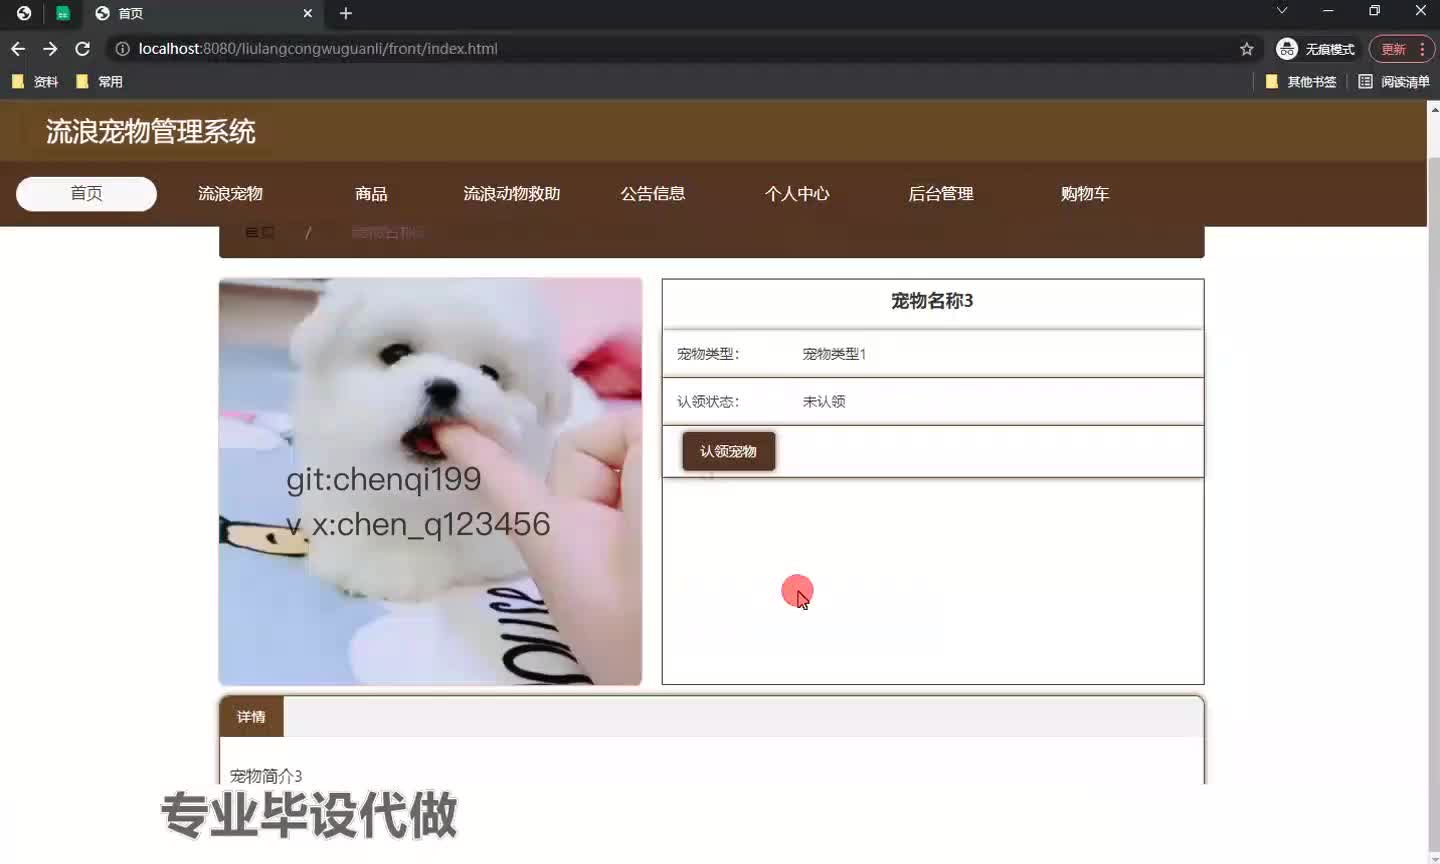 首页
localhost:8080/liulangcongwuguanli/front/index.html
无痕模式
更新
资料
常用
其他书签
阅读清单
流浪宠物管理系统
首页
流浪宠物
商品
流浪动物救助
公告信息
个人中心
后台管理
购物车
首页 / 宠物名称3
宠物名称3
宠物类型: 宠物类型1
认领状态: 未认领
认领宠物
git:chenqi199
v x:chen_q123456
详情
宠物简介3
专业毕设代做